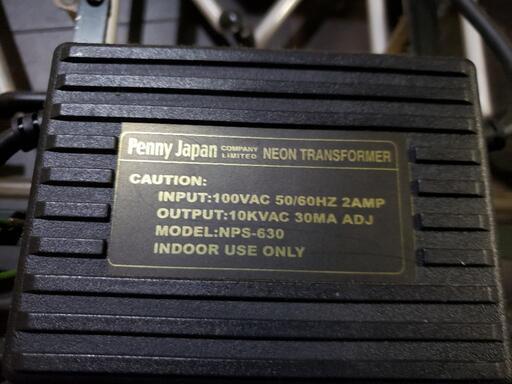 Penny Japan COMPANY LIMITED NEON TRANSFORMER
CAUTION:
INPUT:100VAC 50/60HZ 2AMP
OUTPUT:10KVAC 30MA ADJ
MODEL:NPS-630
INDOOR USE ONLY